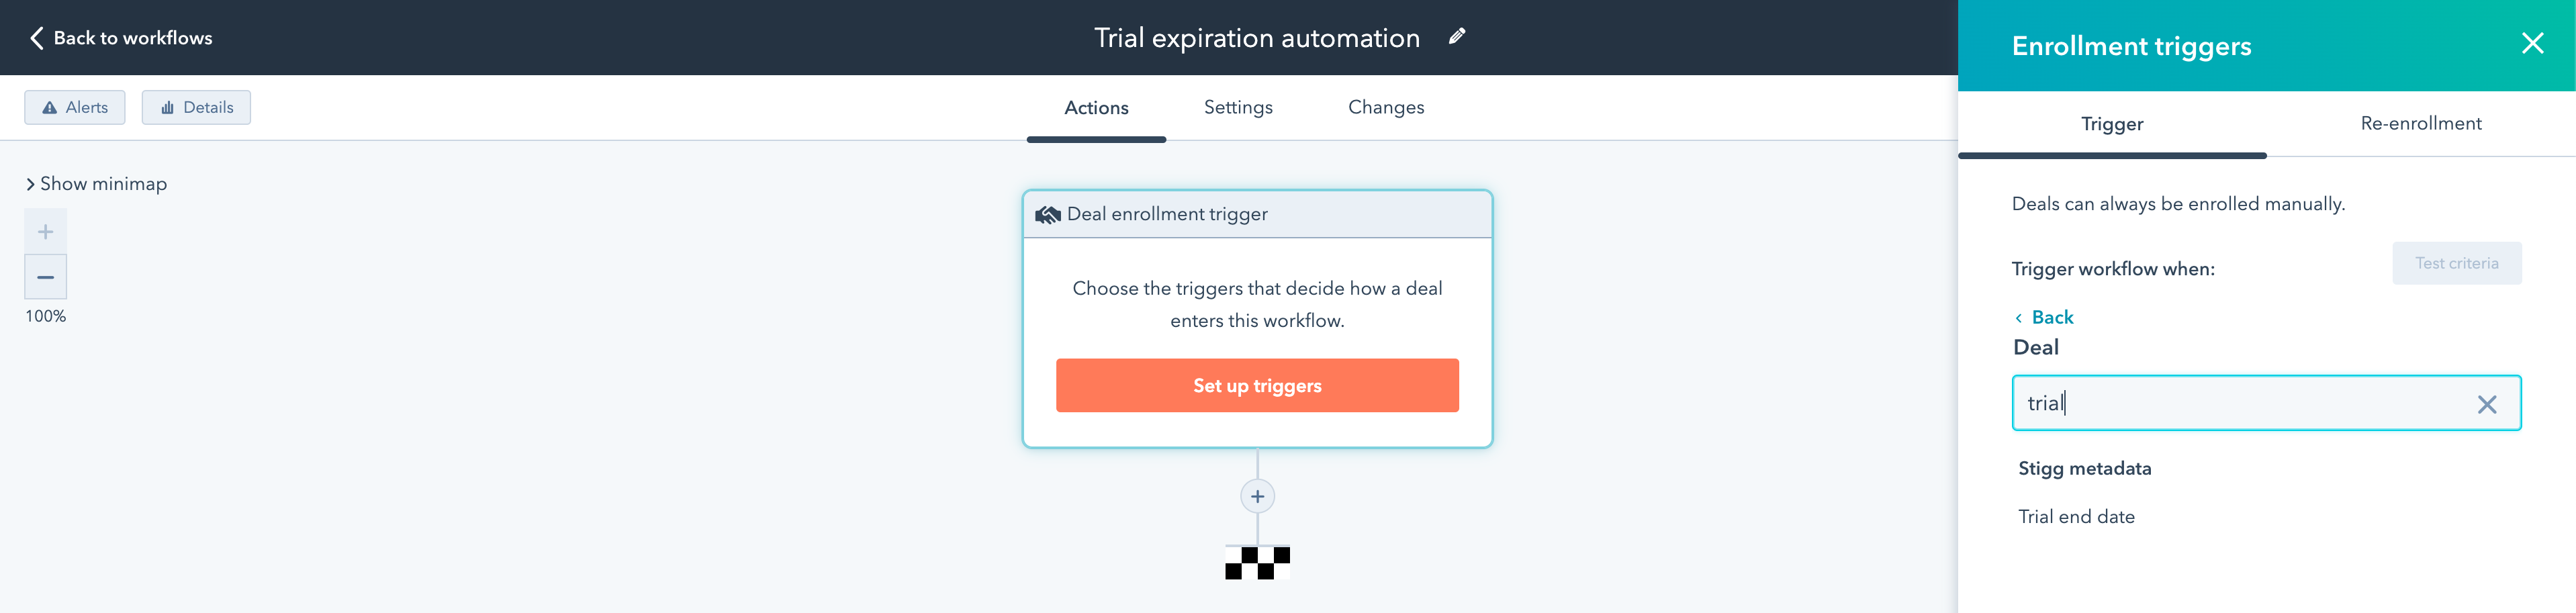 Back to workflows
Trial expiration automation
Alerts
Details
Actions
Settings
Changes
Show minimap
100%
Deal enrollment trigger
Choose the triggers that decide how a deal
enters this workflow.
Set up triggers
Enrollment triggers
Trigger
Re-enrollment
Deals can always be enrolled manually.
Trigger workflow when:
Test criteria
Back
Deal
trial
Stigg metadata
Trial end date